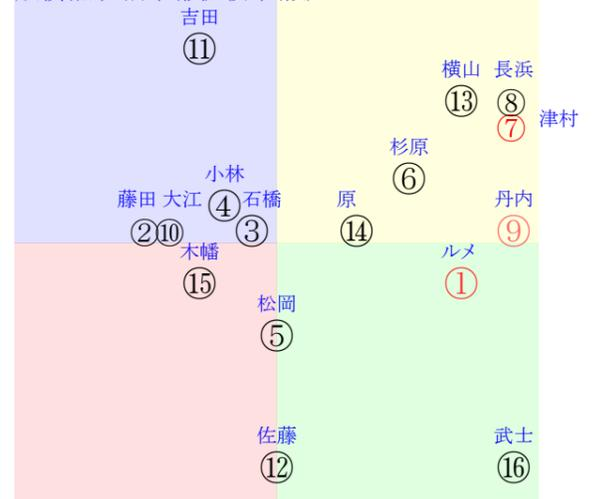 吉田
⑪
横山 長浜
⑬ ⑧
⑦ 津村
杉原
⑥
小林
④
藤田 大江 石橋 原 丹内
② ⑩ ③ ⑭ ⑨
木幡 ルメ
⑮ ①
松岡
⑤
佐藤 武士
⑫ ⑯